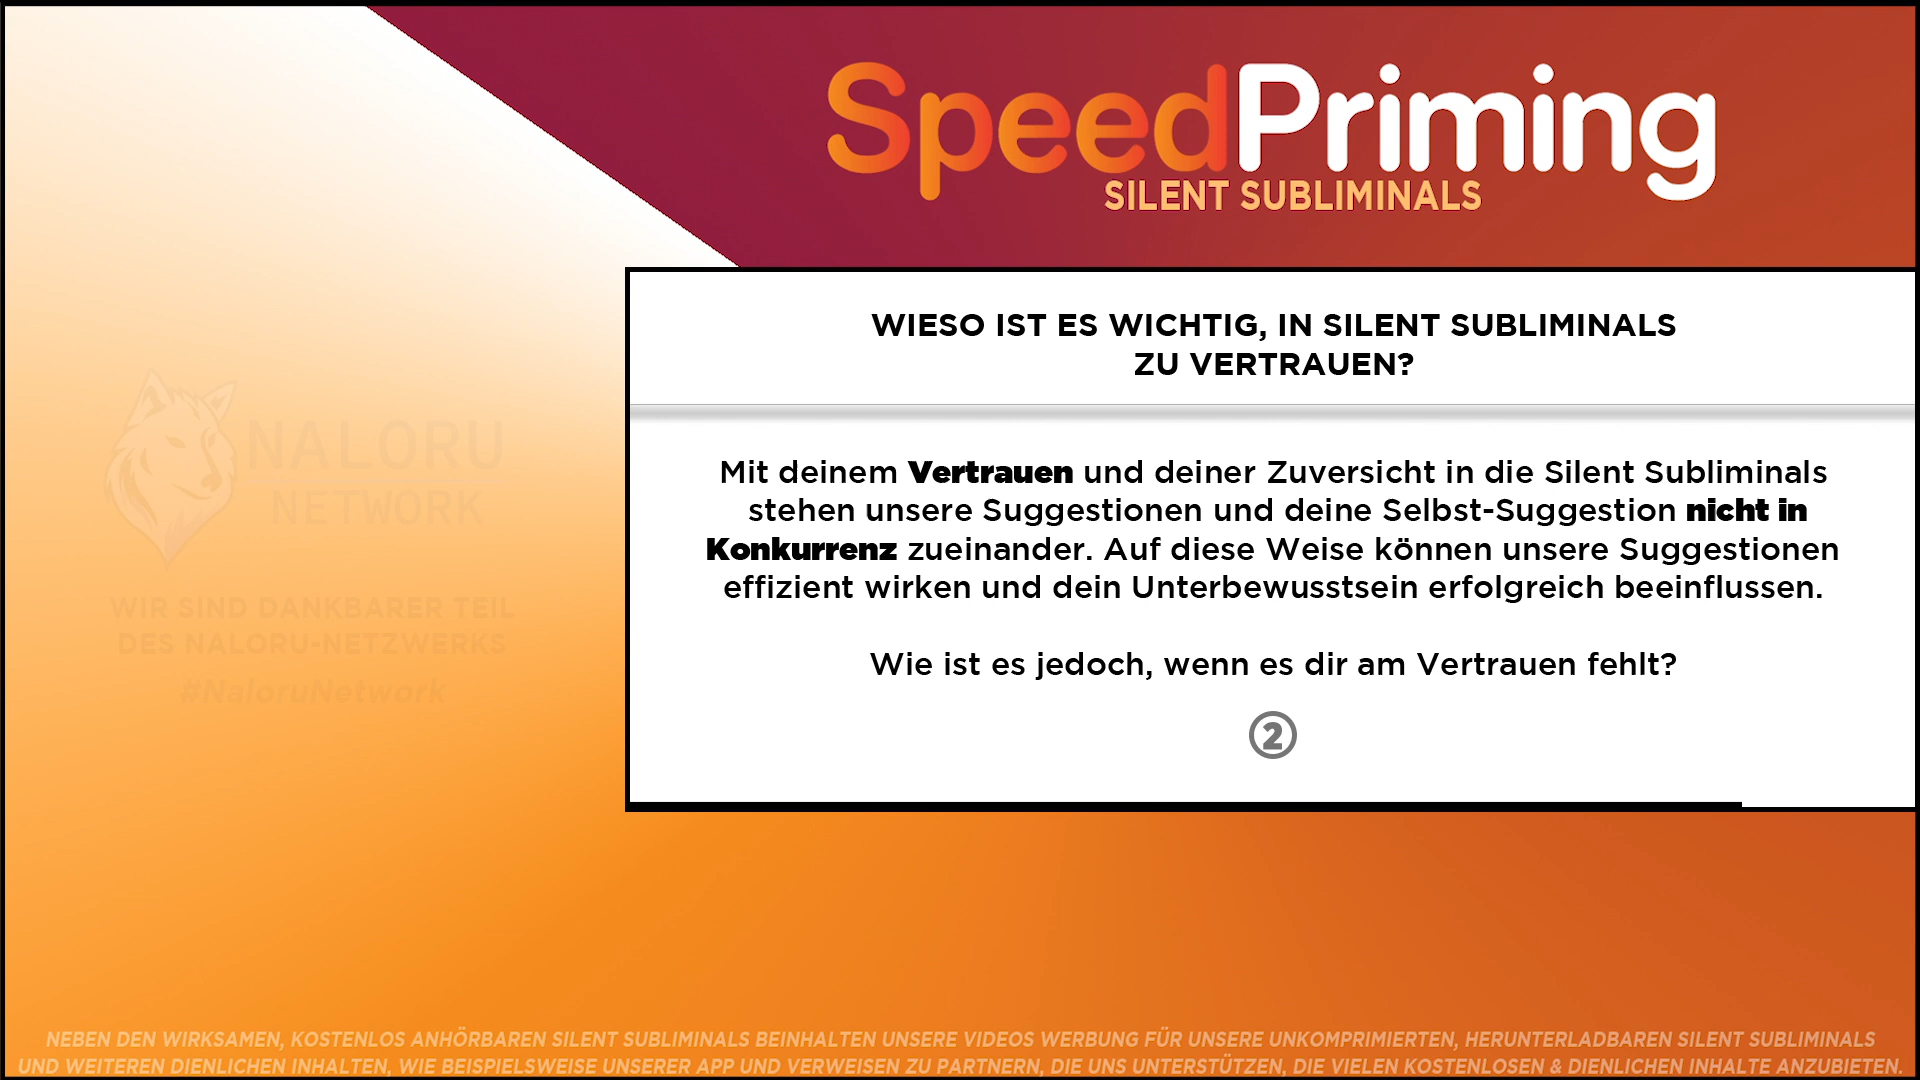 SpeedPriming
SILENT SUBLIMINALS
WIESO IST ES WICHTIG, IN SILENT SUBLIMINALS
ZU VERTRAUEN?
Mit deinem Vertrauen und deiner Zuversicht in die Silent Subliminals
stehen unsere Suggestionen und deine Selbst-Suggestion nicht in
Konkurrenz zueinander. Auf diese Weise können unsere Suggestionen
effizient wirken und dein Unterbewusstsein erfolgreich beeinflussen.
Wie ist es jedoch, wenn es dir am Vertrauen fehlt?
2
NALORU
NETWORK
WIR SIND DANKBARER TEIL
DES NALORU-NETZWERKS
#NaloruNetwork
NEBEN DEN WIRKSAMEN, KOSTENLOS ANHÖRBAREN SILENT SUBLIMINALS BEINHALTEN UNSERE VIDEOS WERBUNG FÜR UNSERE UNKOMPRIMIERTEN, HERUNTERLADBAREN SILENT SUBLIMINALS
UND WEITEREN DIENLICHEN INHALTEN, WIE BEISPIELSWEISE UNSERER APP UND VERWEISEN ZU PARTNERN, DIE UNS UNTERSTÜTZEN, DIE VIELEN KOSTENLOSEN & DIENLICHEN INHALTE ANZUBIETEN.